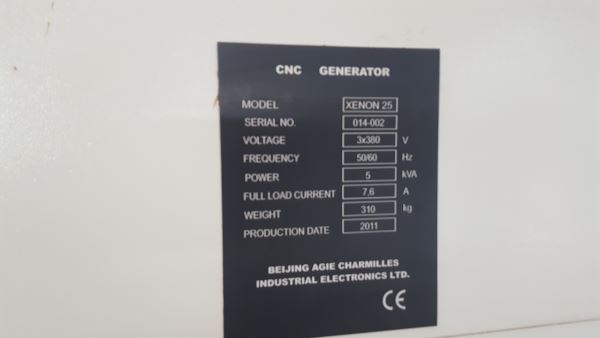 CNC GENERATOR
MODEL XENON 25
SERIAL NO. 014-002
VOLTAGE 3x380 V
FREQUENCY 50/60 Hz
POWER 5 kVA
FULL LOAD CURRENT 7,6 A
WEIGHT 310 kg
PRODUCTION DATE 2011
BEIJING AGIE CHARMILLES
INDUSTRIAL ELECTRONICS LTD.
CE